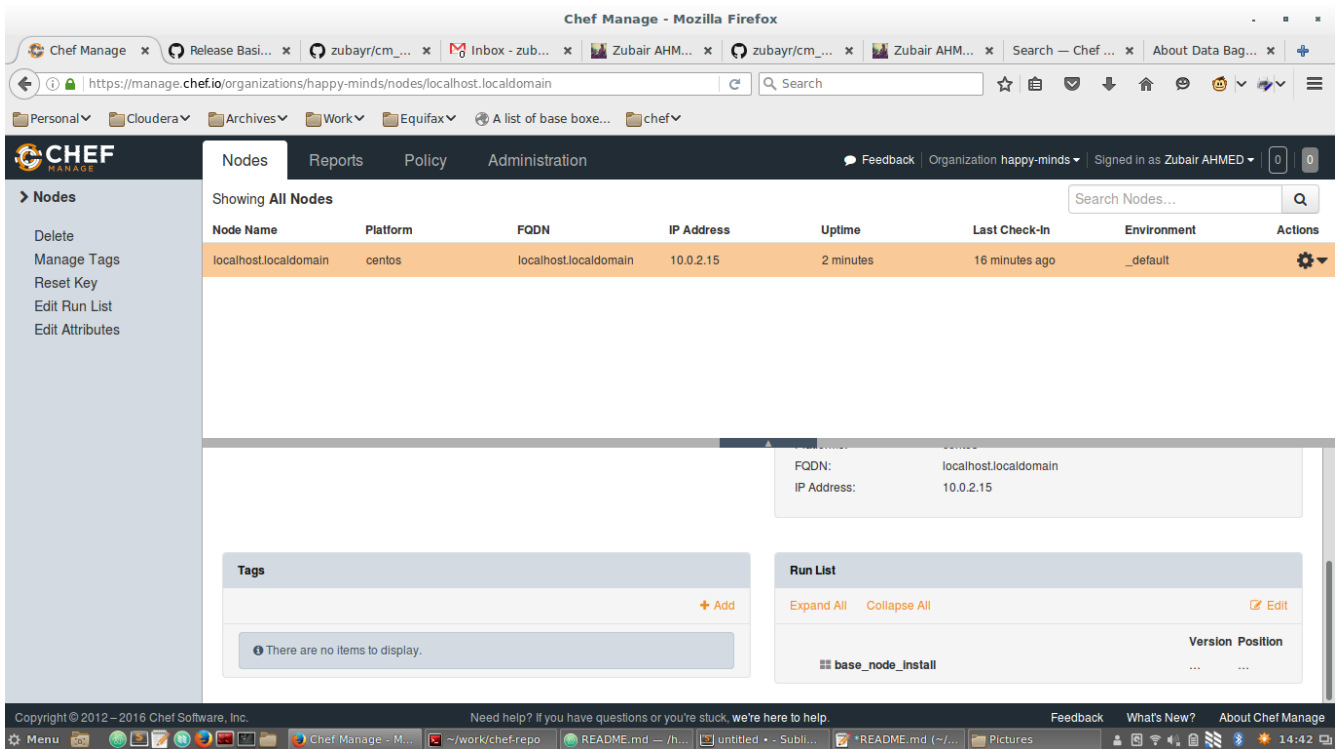 Chef Manage - Mozilla Firefox
Chef Manage Release Basi... zubayr/cm_... Inbox - zub... Zubair AHM... zubayr/cm_... Zubair AHM... Search — Chef ... About Data Bag...
https://manage.chef.io/organizations/happy-minds/nodes/localhost.localdomain Search
Personal Cloudera Archives Work Equifax A list of base boxe... chef
CHEF MANAGE Nodes Reports Policy Administration Feedback Organization happy-minds Signed in as Zubair AHMED 0 0
Nodes
Delete
Manage Tags
Reset Key
Edit Run List
Edit Attributes
Showing All Nodes Search Nodes...
Node Name Platform FQDN IP Address Uptime Last Check-In Environment Actions
localhost.localdomain centos localhost.localdomain 10.0.2.15 2 minutes 16 minutes ago _default
FQDN: localhost.localdomain
IP Address: 10.0.2.15
Tags
+ Add
There are no items to display.
Run List
Expand All Collapse All Edit
Version Position
base_node_install ... ...
Copyright © 2012 – 2016 Chef Software, Inc. Need help? If you have questions or you're stuck, we're here to help. Feedback What's New? About Chef Manage
Menu Chef Manage - M... ~/work/chef-repo README.md — /h... untitled • - Subli... *README.md (~/... Pictures 14:42